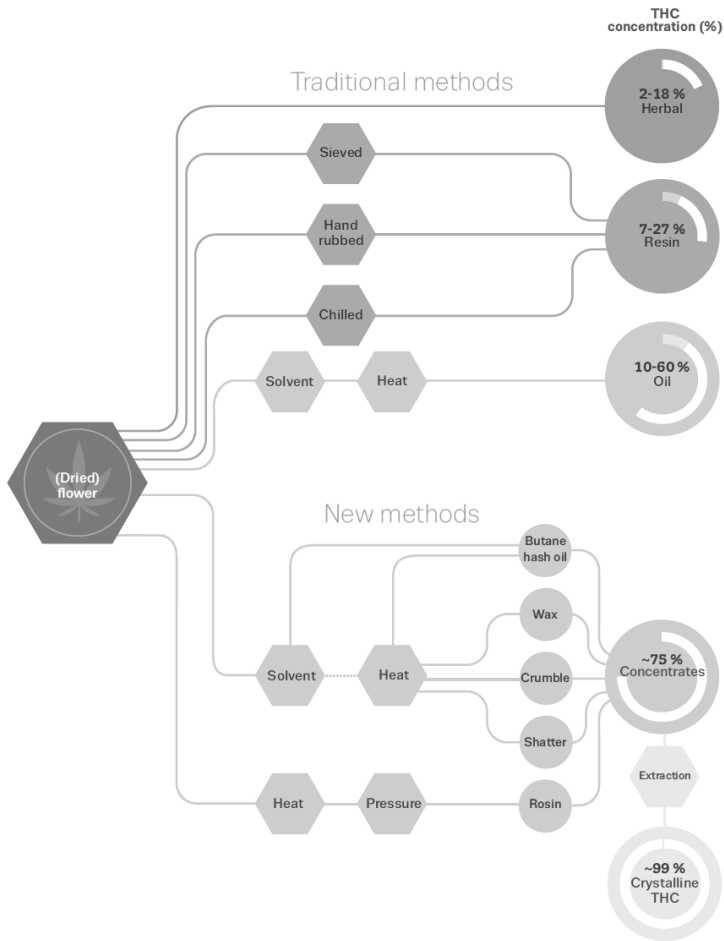 THC
concentration (%)
Traditional methods
2-18 %
Herbal
Sieved
Hand
rubbed
7-27 %
Resin
Chilled
Solvent
Heat
10-60 %
Oil
(Dried)
flower
New methods
Butane
hash oil
Wax
Solvent
Heat
Crumble
~75 %
Concentrates
Shatter
Extraction
Heat
Pressure
Rosin
~99 %
Crystalline
THC